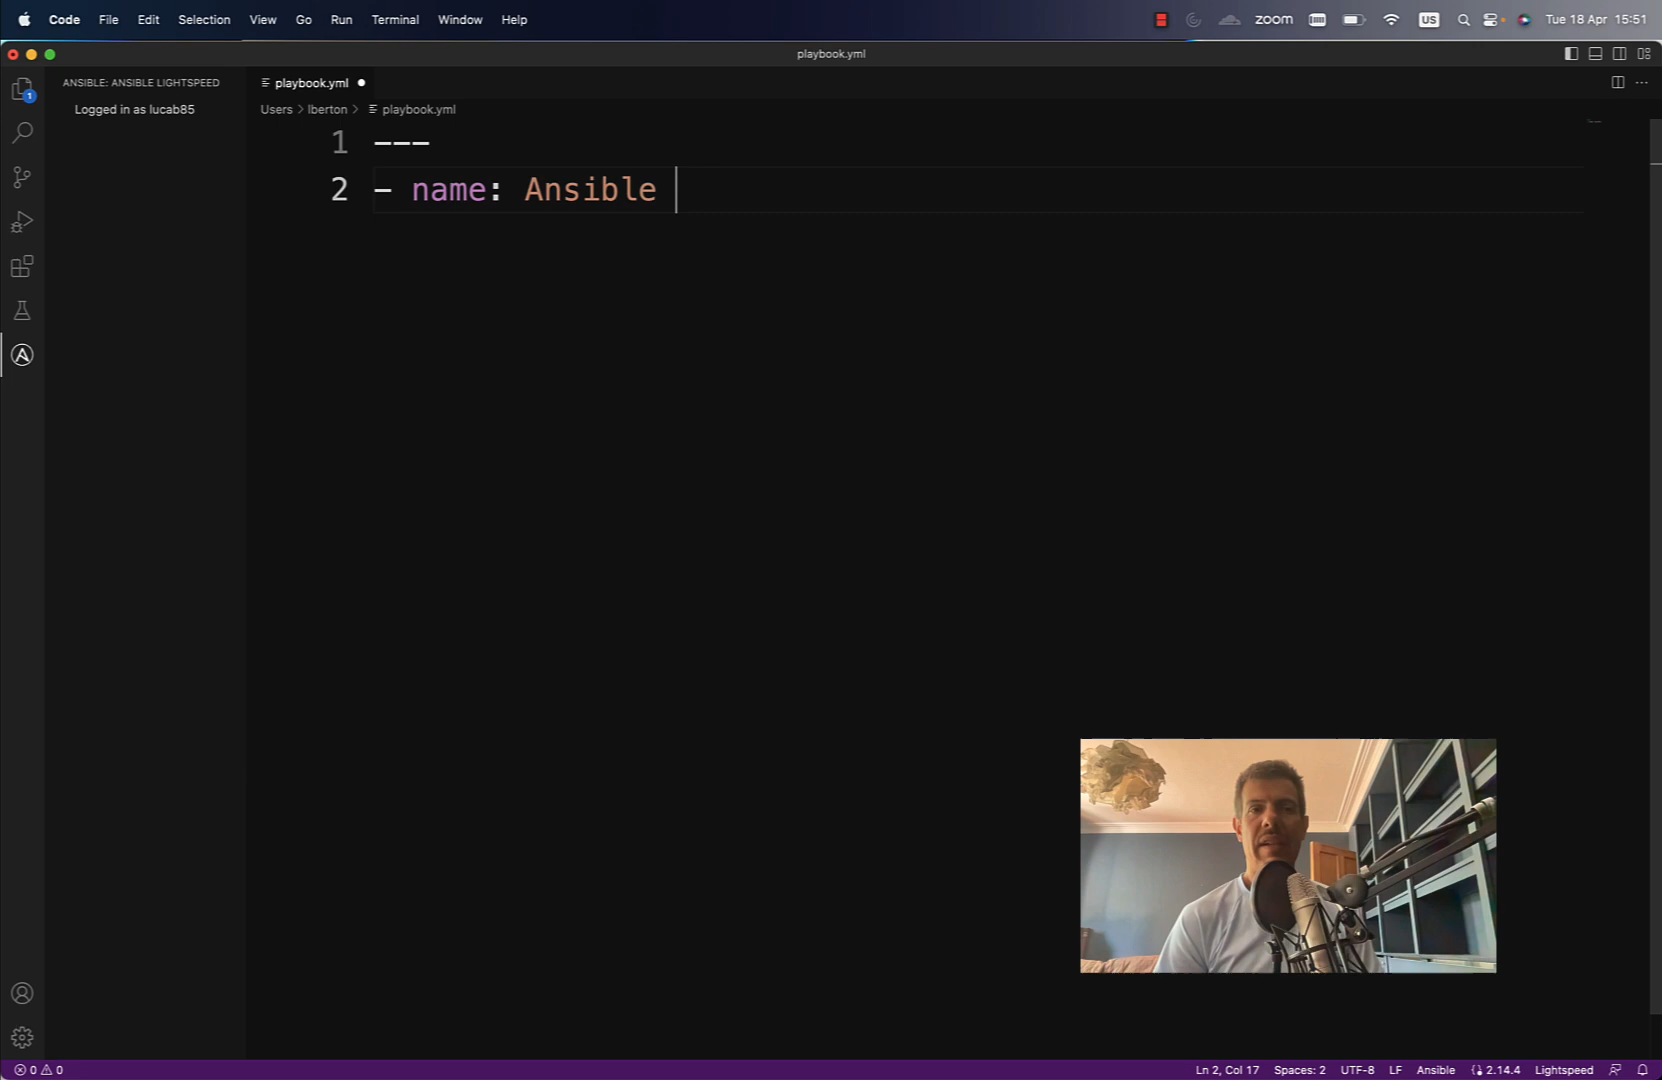 Code File Edit Selection View Go Run Terminal Window Help zoom US Tue 18 Apr 15:51
playbook.yml
ANSIBLE: ANSIBLE LIGHTSPEED
Logged in as lucab85
1
playbook.yml
Users > lberton > playbook.yml
1 ---
2 - name: Ansible
0 0 Ln 2, Col 17 Spaces: 2 UTF-8 LF Ansible 2.14.4 Lightspeed